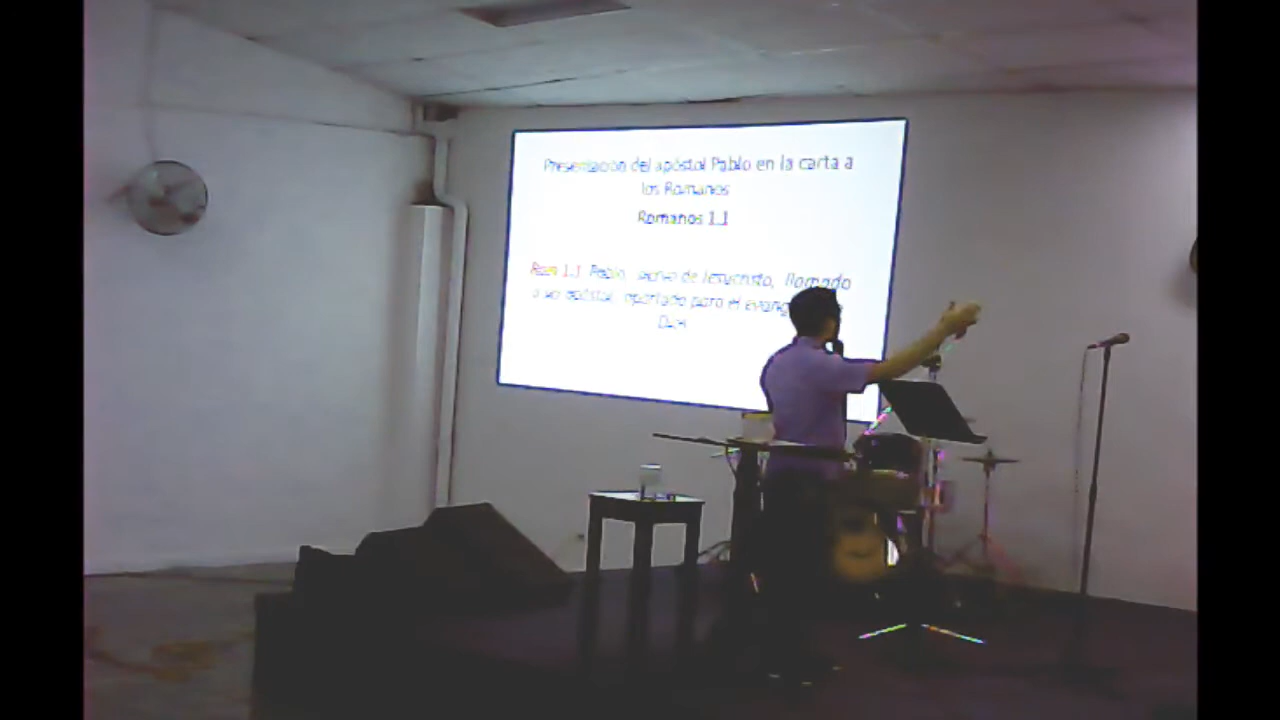 Presentación del apóstol Pablo en la carta a
los Romanos
Romanos 1.1
Rom 1.1 Pablo, siervo de Jesucristo, llamado
a ser apóstol, apartado para el evang
Dios